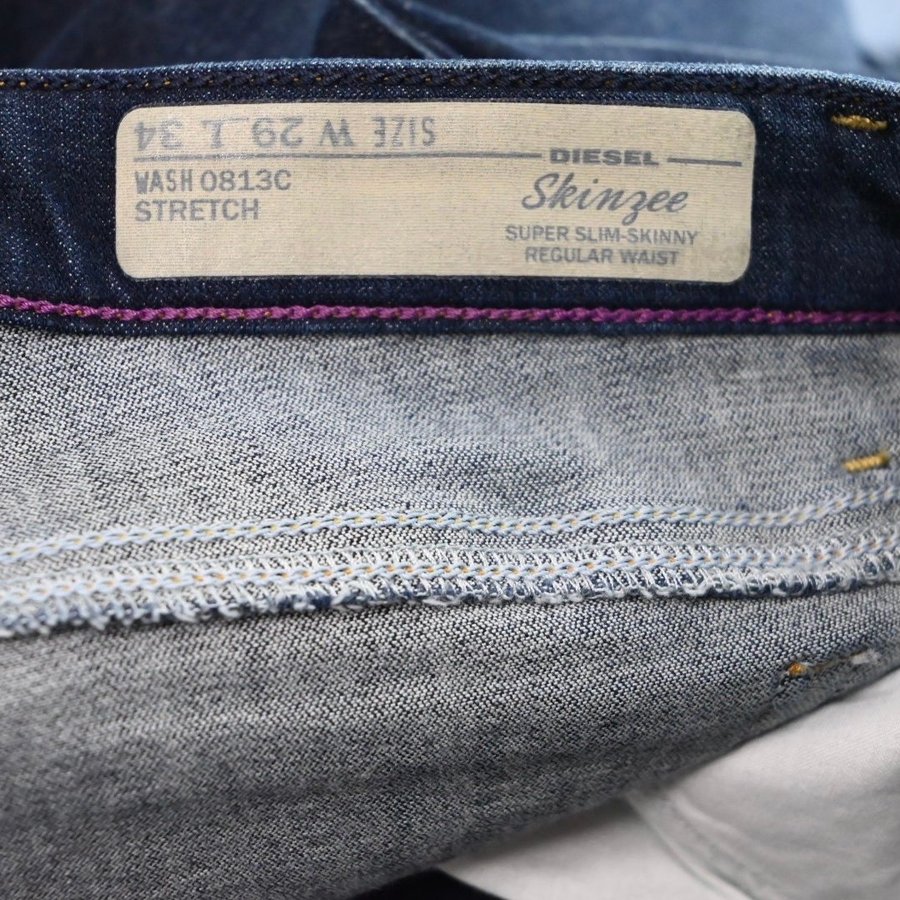 SIZE W 29 L 34
DIESEL
WASH 0813C
STRETCH
Skinzee
SUPER SLIM-SKINNY
REGULAR WAIST